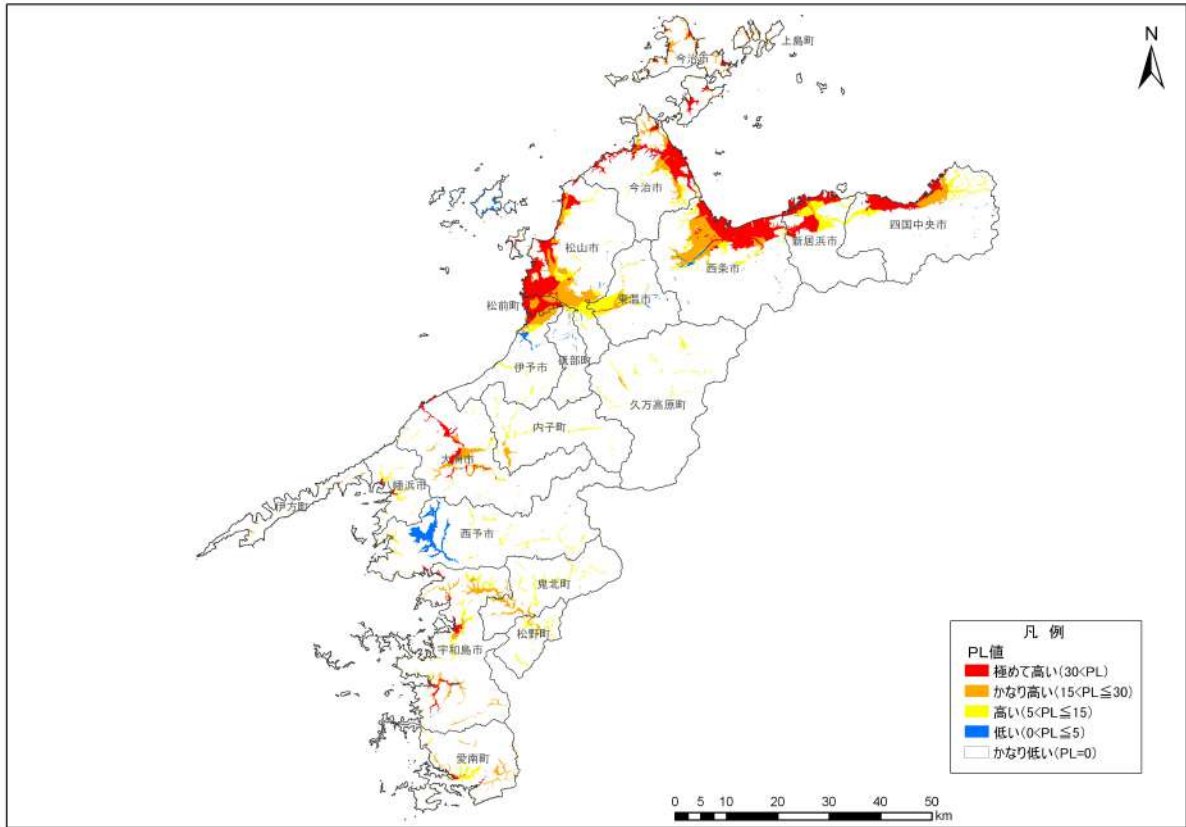 N
上島町
今治市
今治市
四国中央市
新居浜市
西条市
松山市
東温市
松前町
伊予市
砥部町
久万高原町
内子町
大洲市
八幡浜市
伊方町
西予市
鬼北町
松野町
宇和島市
愛南町
凡 例
PL値
極めて高い(30<PL)
かなり高い(15<PL≦30)
高い(5<PL≦15)
低い(0<PL≦5)
かなり低い(PL=0)
0 5 10 20 30 40 50
km